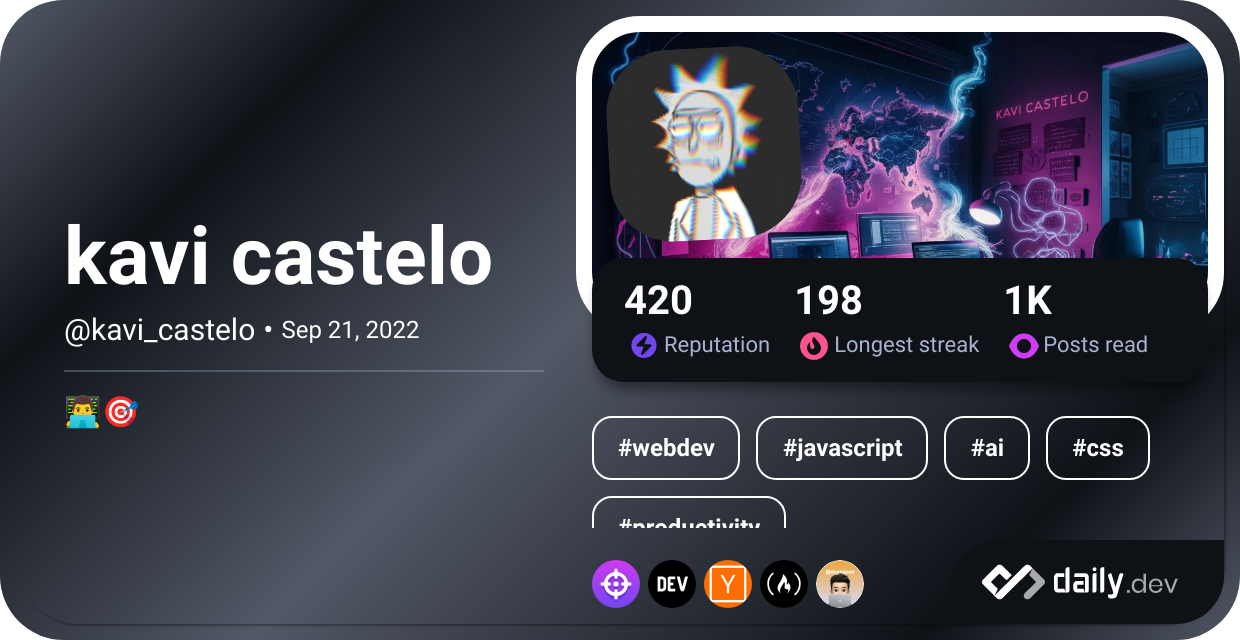 kavi castelo
@kavi_castelo • Sep 21, 2022
KAVI CASTELO
420
Reputation
198
Longest streak
1K
Posts read
#webdev
#javascript
#ai
#css
#productivity
DEV
Y
daily.dev